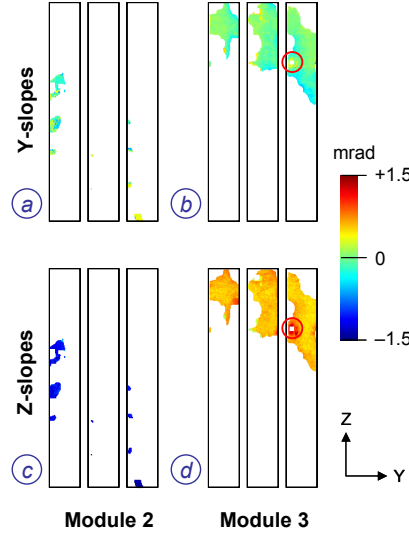 a
b
Y-slopes
mrad
+1.5
0
−1.5
c
d
Z-slopes
Z
Y
Module 2
Module 3